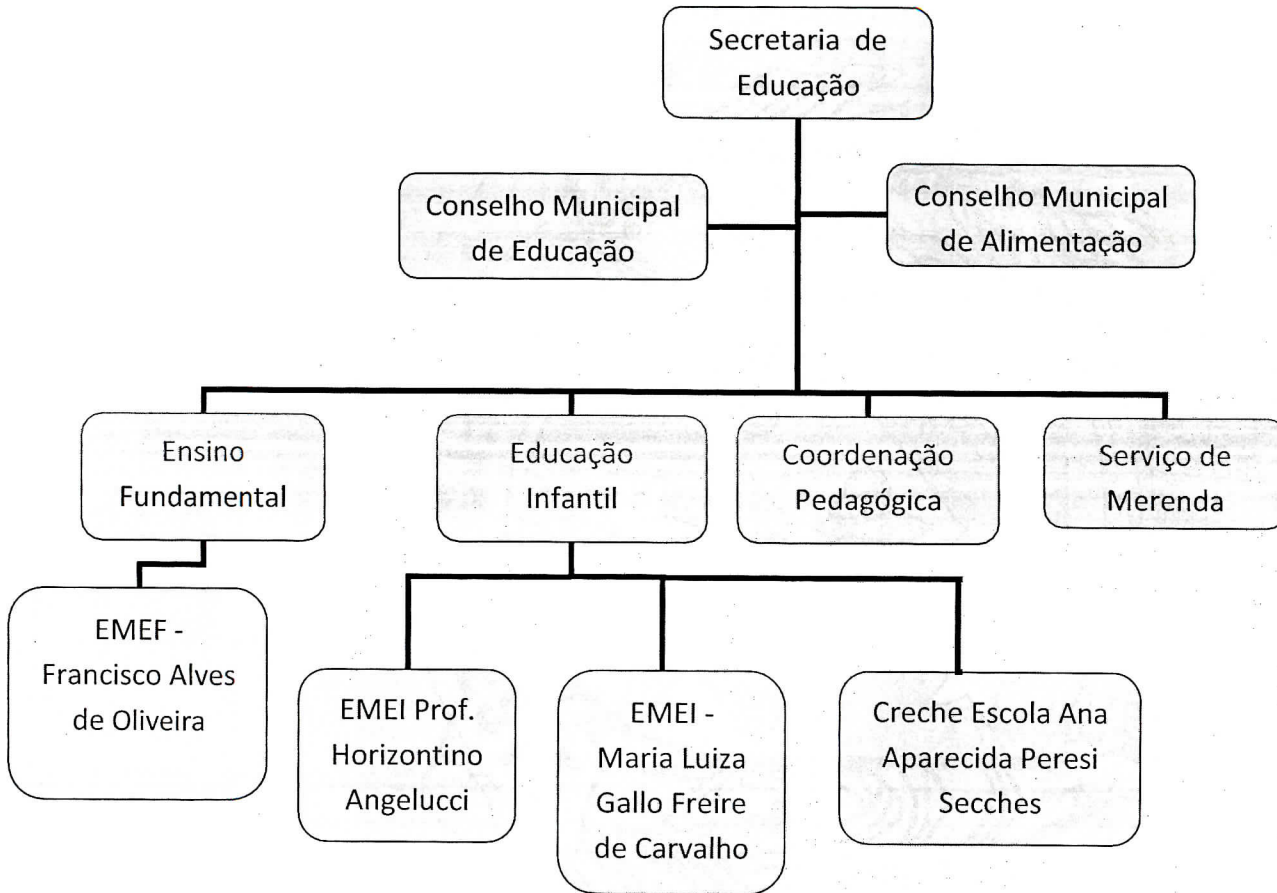 Secretaria de
Educação
Conselho Municipal
de Educação
Conselho Municipal
de Alimentação
Ensino
Fundamental
Educação
Infantil
Coordenação
Pedagógica
Serviço de
Merenda
EMEF -
Francisco Alves
de Oliveira
EMEI Prof.
Horizontino
Angelucci
EMEI -
Maria Luiza
Gallo Freire
de Carvalho
Creche Escola Ana
Aparecida Peresi
Secches